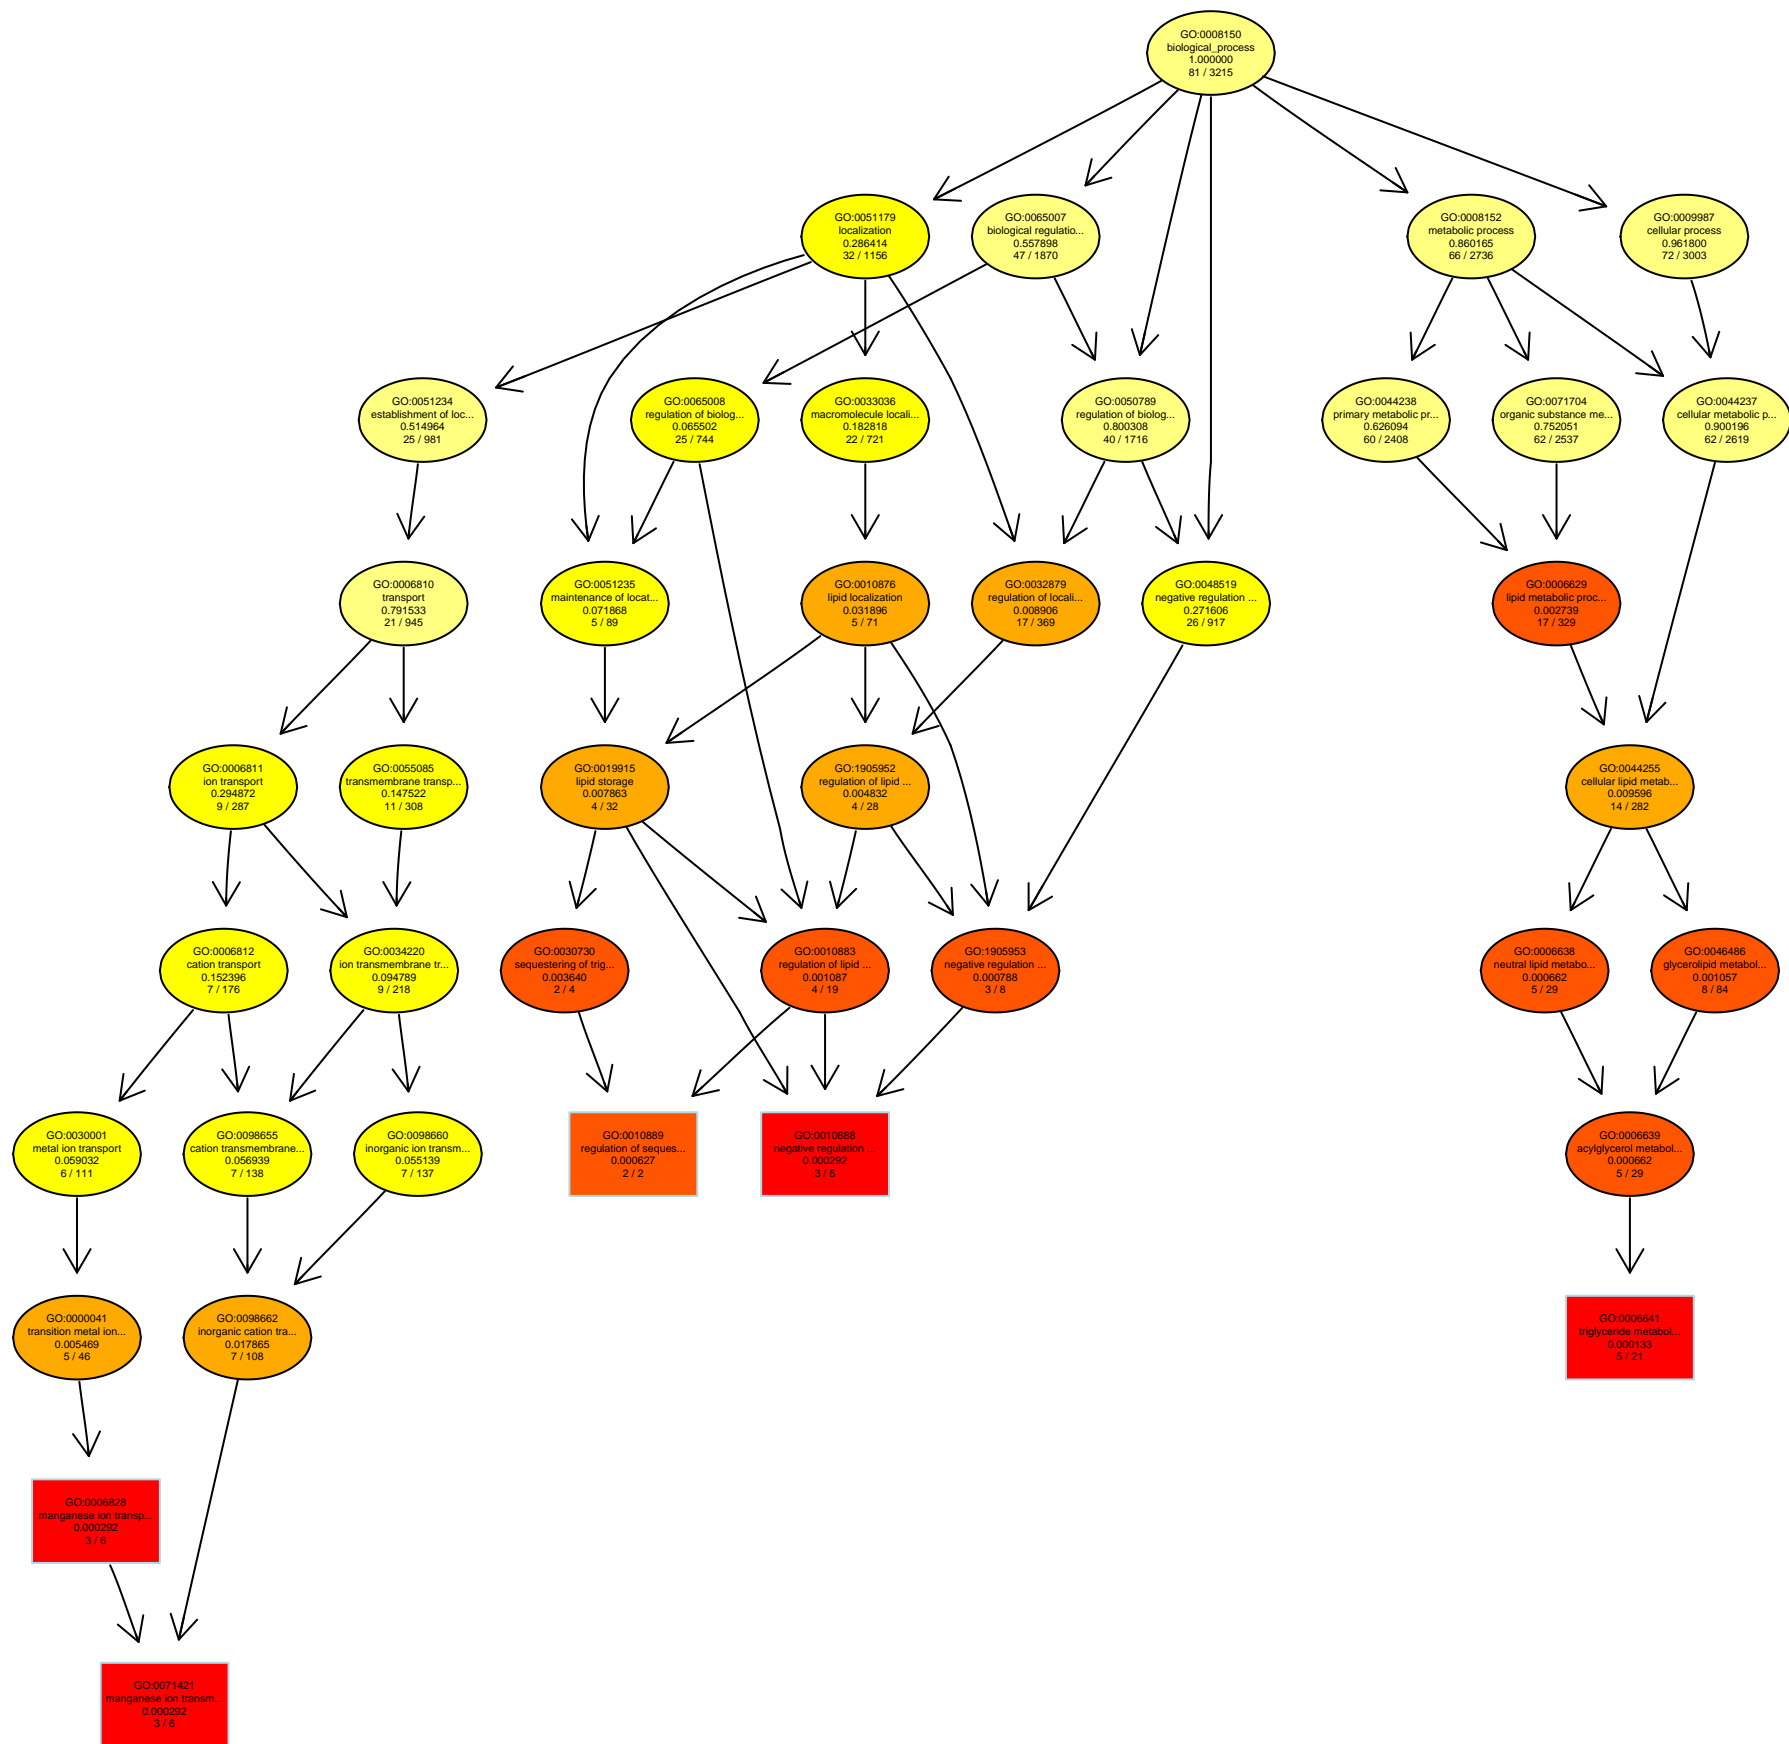 GO:0008150
biological_process
1.000000
81 / 3215
GO:0051179
localization
0.286414
32 / 1156
GO:0065007
biological regulatio...
0.557898
47 / 1870
GO:0008152
metabolic process
0.860165
66 / 2736
GO:0009987
cellular process
0.961800
72 / 3003
GO:0051234
establishment of loc...
0.514964
25 / 981
GO:0065008
regulation of biolog...
0.065502
25 / 744
GO:0033036
macromolecule locali...
0.182818
22 / 721
GO:0050789
regulation of biolog...
0.800308
40 / 1716
GO:0044238
primary metabolic pr...
0.626094
60 / 2408
GO:0071704
organic substance me...
0.752051
62 / 2537
GO:0044237
cellular metabolic p...
0.900196
62 / 2619
GO:0006810
transport
0.791533
21 / 945
GO:0051235
maintenance of locat...
0.071868
5 / 89
GO:0010876
lipid localization
0.031896
5 / 71
GO:0032879
regulation of locali...
0.008906
17 / 369
GO:0048519
negative regulation ...
0.271606
26 / 917
GO:0006629
lipid metabolic proc...
0.002739
17 / 329
GO:0006811
ion transport
0.294872
9 / 287
GO:0055085
transmembrane transp...
0.147522
11 / 308
GO:0019915
lipid storage
0.007863
4 / 32
GO:1905952
regulation of lipid ...
0.004832
4 / 28
GO:0044255
cellular lipid metab...
0.009596
14 / 282
GO:0006812
cation transport
0.152396
7 / 176
GO:0034220
ion transmembrane tr...
0.094789
9 / 218
GO:0030730
sequestering of trig...
0.003640
2 / 4
GO:0010883
regulation of lipid ...
0.001087
4 / 19
GO:1905953
negative regulation ...
0.000788
3 / 8
GO:0006638
neutral lipid metabo...
0.000662
5 / 29
GO:0046486
glycerolipid metabol...
0.001057
8 / 84
GO:0030001
metal ion transport
0.059032
6 / 111
GO:0098655
cation transmembrane...
0.056939
7 / 138
GO:0098660
inorganic ion transm...
0.055139
7 / 137
GO:0010889
regulation of seques...
0.000627
2 / 2
GO:0010888
negative regulation ...
0.000292
3 / 6
GO:0006639
acylglycerol metabol...
0.000662
5 / 29
GO:0000041
transition metal ion...
0.005469
5 / 46
GO:0098662
inorganic cation tra...
0.017865
7 / 108
GO:0006641
triglyceride metabol...
0.000133
5 / 21
GO:0006828
manganese ion transp...
0.000292
3 / 6
GO:0071421
manganese ion transm...
0.000292
3 / 6